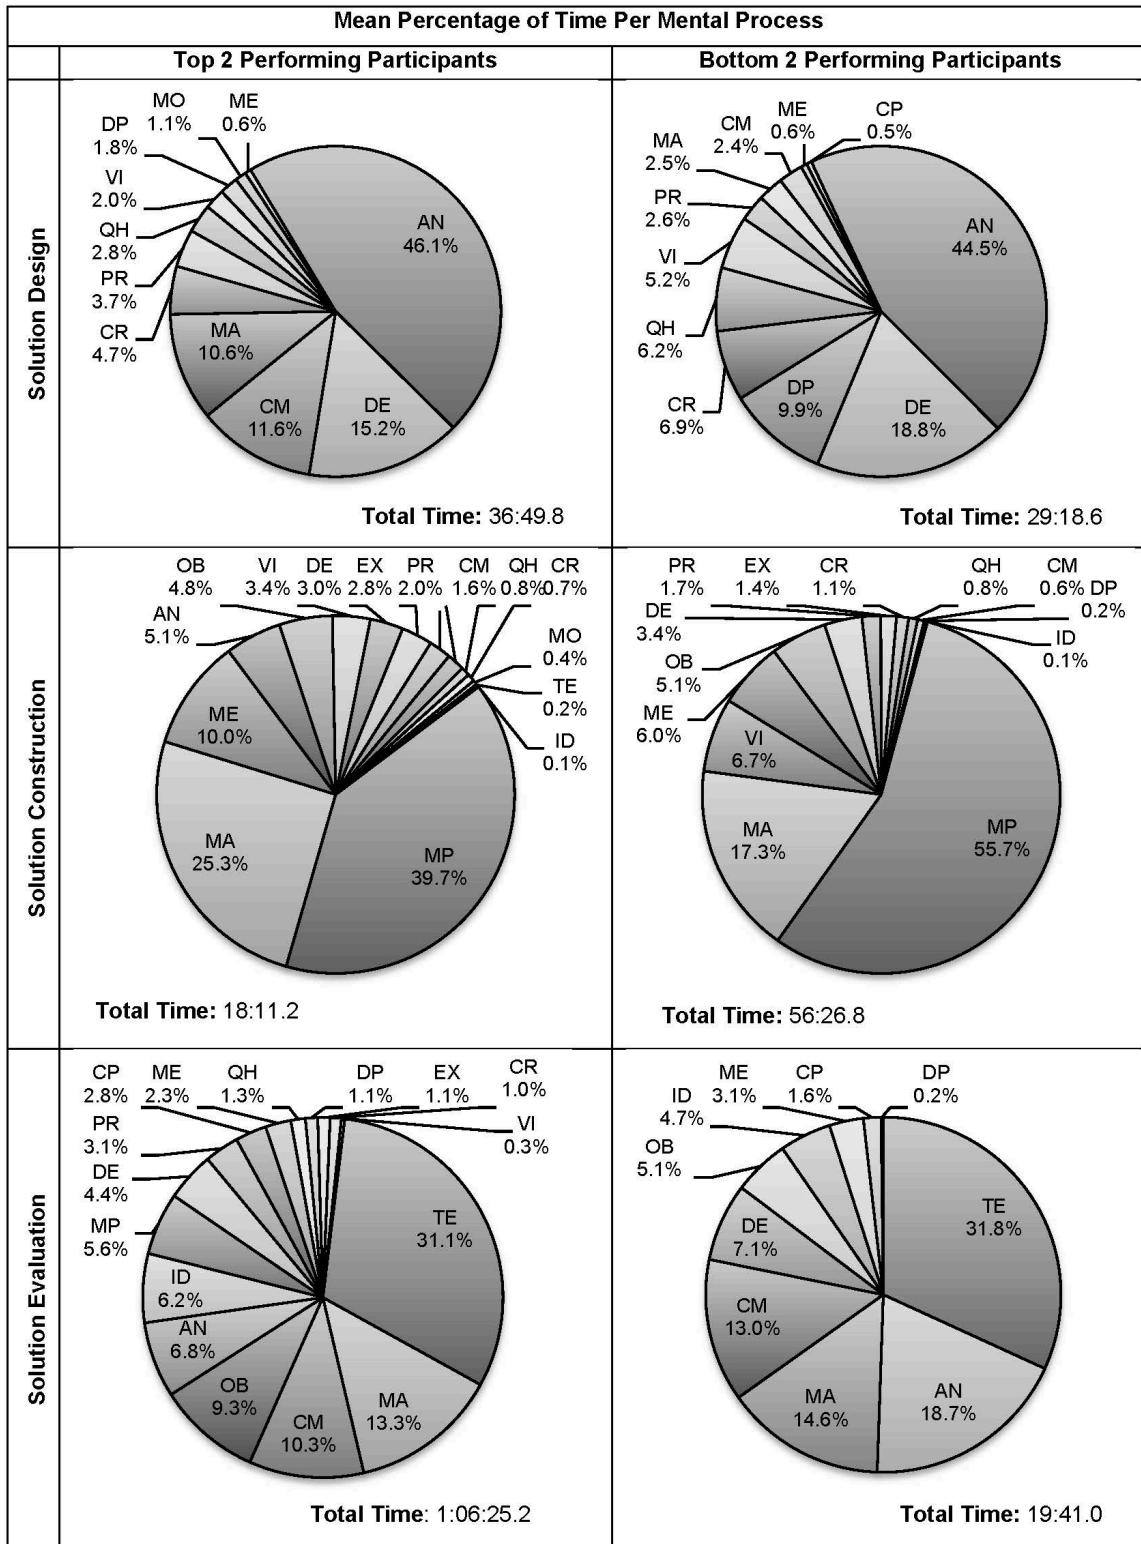 Mean Percentage of Time Per Mental Process
Top 2 Performing Participants
Bottom 2 Performing Participants
Solution Design
MO
1.1%
ME
0.6%
DP
1.8%
VI
2.0%
QH
2.8%
PR
3.7%
CR
4.7%
MA
10.6%
CM
11.6%
DE
15.2%
AN
46.1%
Total Time: 36:49.8
CM
2.4%
ME
0.6%
CP
0.5%
MA
2.5%
PR
2.6%
VI
5.2%
QH
6.2%
CR
6.9%
DP
9.9%
DE
18.8%
AN
44.5%
Total Time: 29:18.6
Solution Construction
OB
4.8%
VI
3.4%
DE
3.0%
EX
2.8%
PR
2.0%
CM
1.6%
QH
0.8%
CR
0.7%
AN
5.1%
MO
0.4%
TE
0.2%
ID
0.1%
ME
10.0%
MA
25.3%
MP
39.7%
Total Time: 18:11.2
PR
1.7%
EX
1.4%
CR
1.1%
QH
0.8%
CM
0.6%
DP
0.2%
ID
0.1%
DE
3.4%
OB
5.1%
ME
6.0%
VI
6.7%
MA
17.3%
MP
55.7%
Total Time: 56:26.8
Solution Evaluation
CP
2.8%
ME
2.3%
QH
1.3%
DP
1.1%
EX
1.1%
CR
1.0%
VI
0.3%
PR
3.1%
DE
4.4%
MP
5.6%
ID
6.2%
AN
6.8%
OB
9.3%
CM
10.3%
MA
13.3%
TE
31.1%
Total Time: 1:06:25.2
ME
3.1%
CP
1.6%
DP
0.2%
ID
4.7%
OB
5.1%
DE
7.1%
CM
13.0%
MA
14.6%
AN
18.7%
TE
31.8%
Total Time: 19:41.0